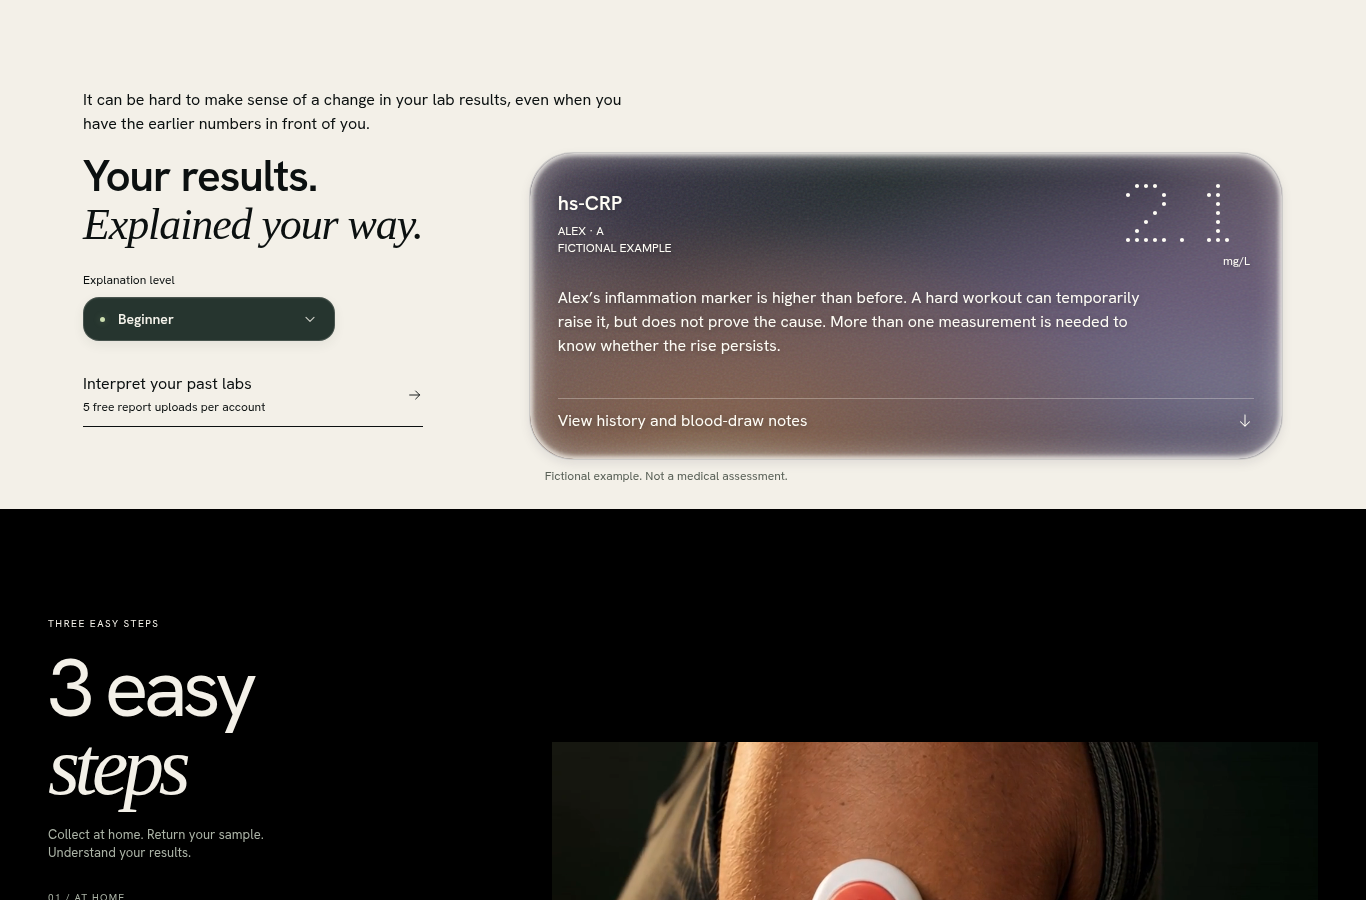 It can be hard to make sense of a change in your lab results, even when you
have the earlier numbers in front of you.
Your results.
Explained your way.
Explanation level
Beginner
Interpret your past labs
5 free report uploads per account
hs-CRP
ALEX · A
FICTIONAL EXAMPLE
2.1
mg/L
Alex’s inflammation marker is higher than before. A hard workout can temporarily
raise it, but does not prove the cause. More than one measurement is needed to
know whether the rise persists.
View history and blood-draw notes
Fictional example. Not a medical assessment.
THREE EASY STEPS
3 easy
steps
Collect at home. Return your sample.
Understand your results.
01 / AT HOME